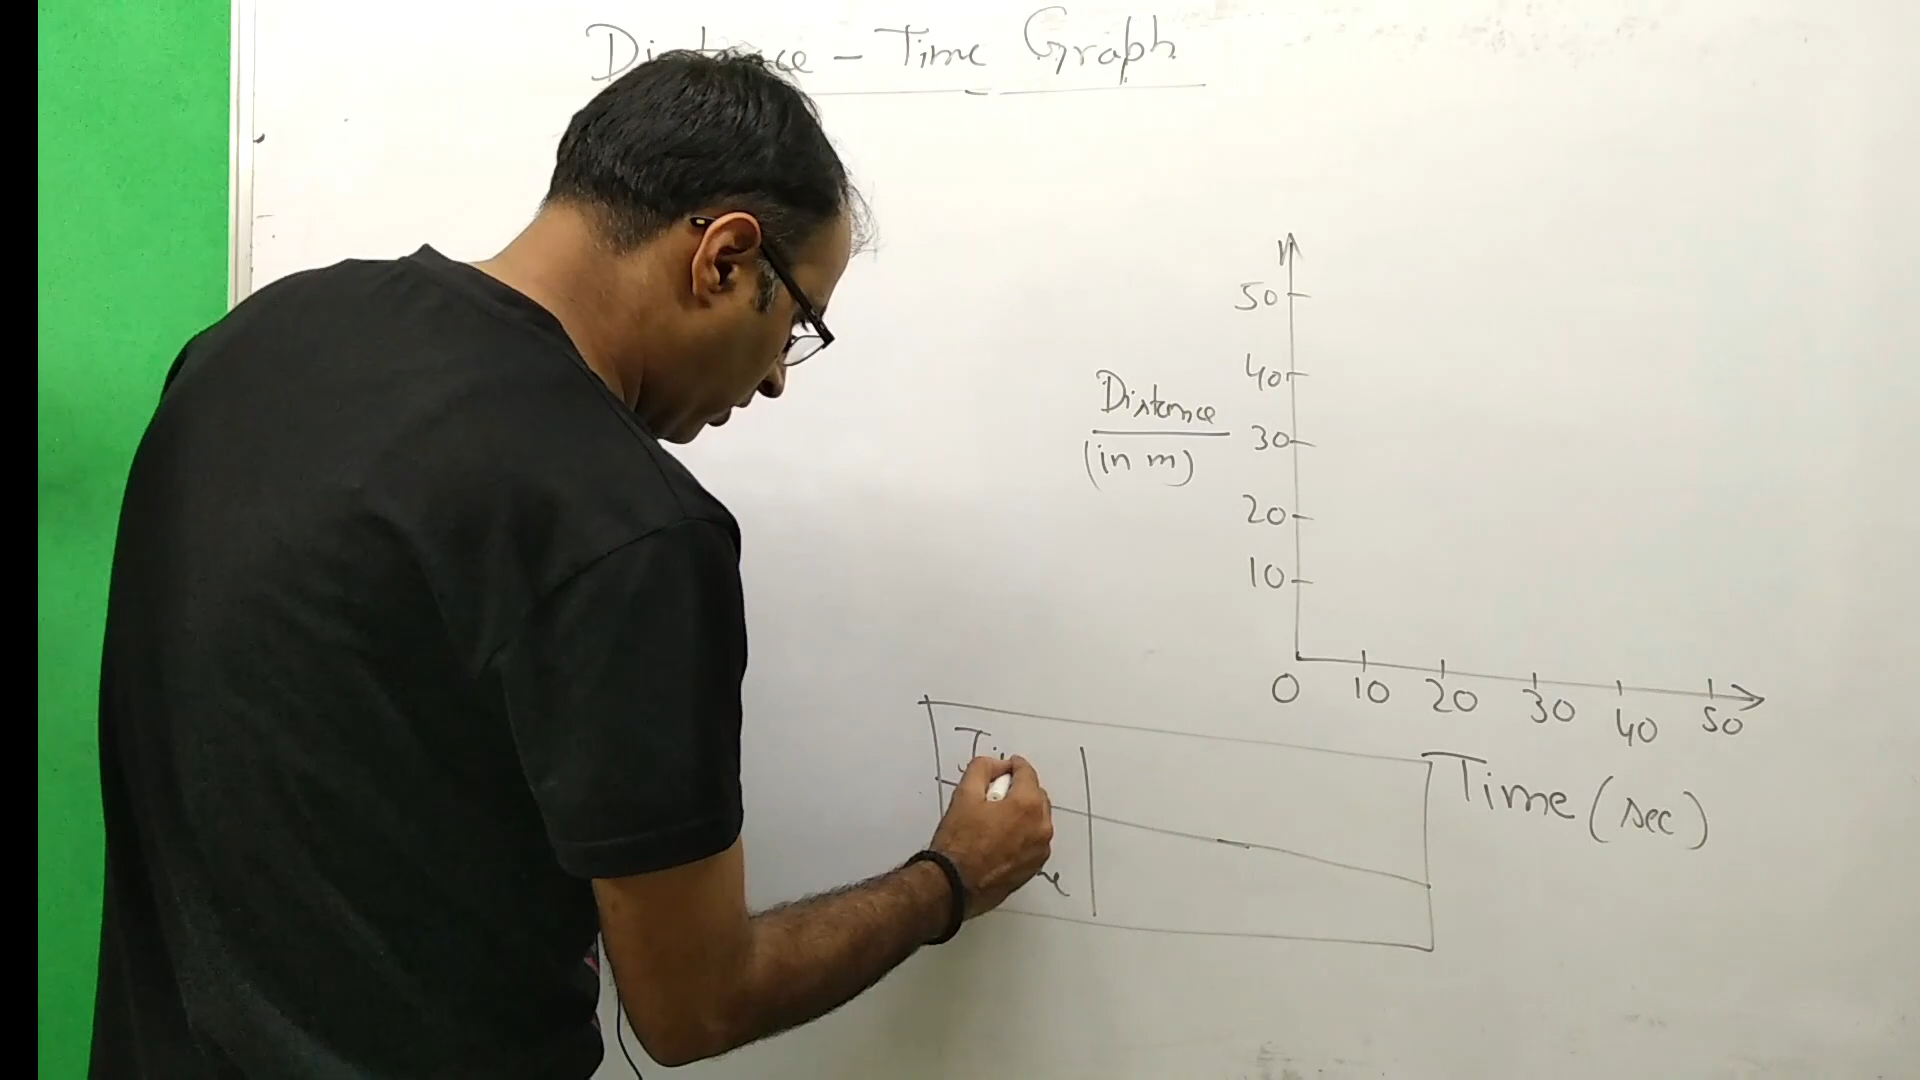 Distance - Time Graph
50
40
Distance
(in m)
30
20
10
0 10 20 30 40 50
Time (sec)